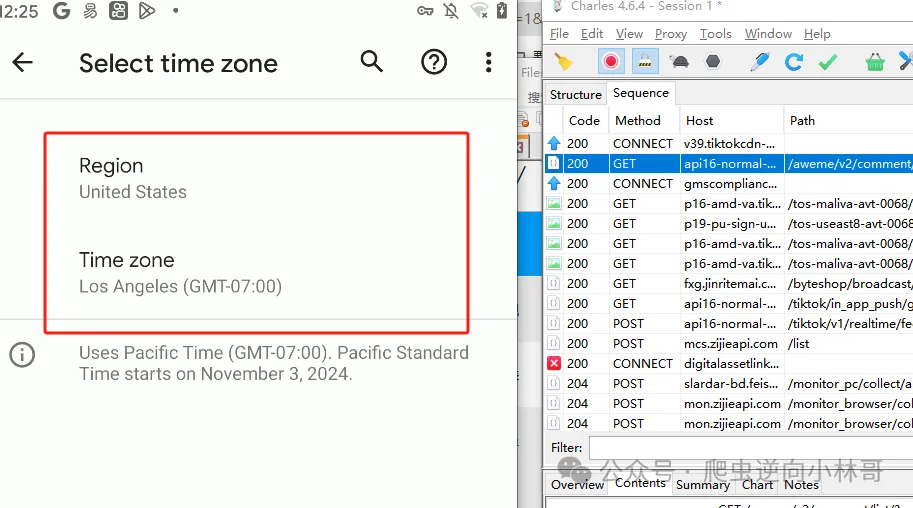 12:25
Select time zone
Region
United States
Time zone
Los Angeles (GMT-07:00)
Uses Pacific Time (GMT-07:00). Pacific Standard
Time starts on November 3, 2024.
Charles 4.6.4 - Session 1 *
File Edit View Proxy Tools Window Help
Structure Sequence
Code Method Host Path
200 CONNECT v39.tiktokcdn-...
200 GET api16-normal-... /aweme/v2/comment/
200 CONNECT gmscomplianc...
200 GET p16-amd-va.tik... /tos-maliva-avt-0068/
200 GET p19-pu-sign-u... /tos-useast8-avt-0068/
200 GET p16-amd-va.tik... /tos-maliva-avt-0068/
200 GET p16-amd-va.tik... /tos-maliva-avt-0068/
200 GET fxg.jinritemai.c... /byteshop/broadcast/
200 GET api16-normal-... /tiktok/in_app_push/g
200 POST api16-normal-... /tiktok/v1/realtime/fe
200 POST mcs.zijieapi.com /list
200 CONNECT digitalassetlink...
204 POST slardar-bd.feis... /monitor_pc/collect/a
204 POST mon.zijieapi.com /monitor_browser/coll
204 POST mon.zijieapi.com /monitor_browser/coll
Filter:
公众号 · 爬虫逆向小林哥
Overview Contents Summary Chart Notes